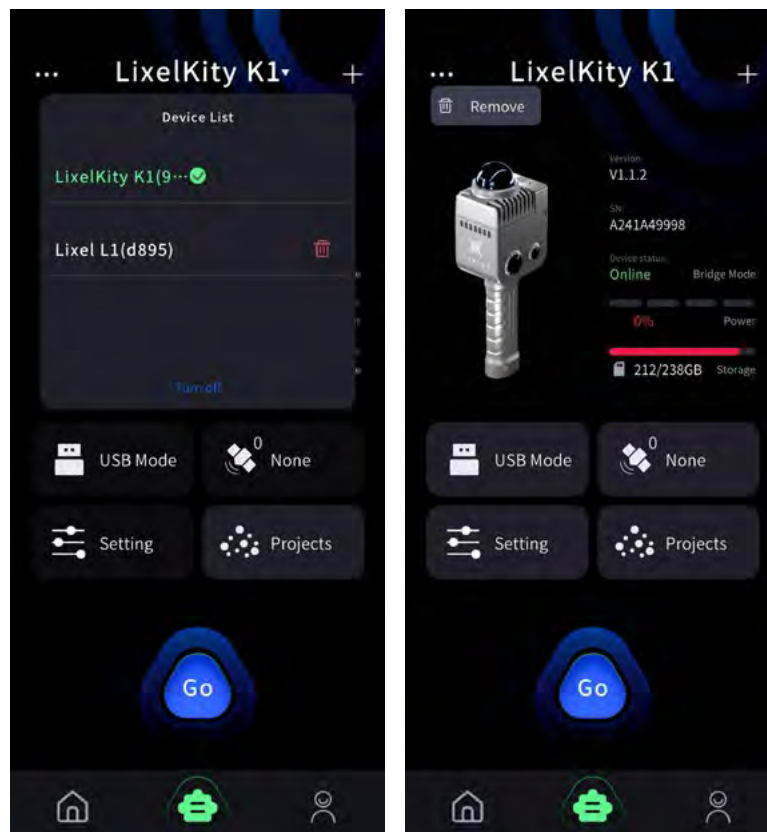 LixelKity K1
Device List
LixelKity K1(9···
Lixel L1(d895)
Turn off
USB Mode
0
None
Setting
Projects
Go
LixelKity K1
Remove
Version:
V1.1.2
SN:
A241A49998
Device status:
Online Bridge Mode
0% Power
212/238GB Storage
USB Mode
0
None
Setting
Projects
Go